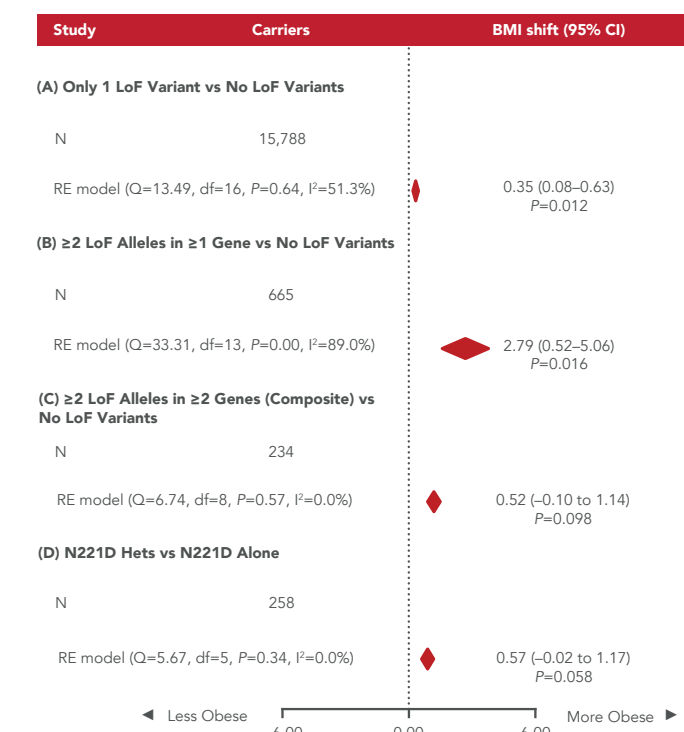 Study Carriers BMI shift (95% CI)
(A) Only 1 LoF Variant vs No LoF Variants
N 15,788
RE model (Q=13.49, df=16, P=0.64, I²=51.3%) 0.35 (0.08–0.63)
P=0.012
(B) ≥2 LoF Alleles in ≥1 Gene vs No LoF Variants
N 665
RE model (Q=33.31, df=13, P=0.00, I²=89.0%) 2.79 (0.52–5.06)
P=0.016
(C) ≥2 LoF Alleles in ≥2 Genes (Composite) vs
No LoF Variants
N 234
RE model (Q=6.74, df=8, P=0.57, I²=0.0%) 0.52 (–0.10 to 1.14)
P=0.098
(D) N221D Hets vs N221D Alone
N 258
RE model (Q=5.67, df=5, P=0.34, I²=0.0%) 0.57 (–0.02 to 1.17)
P=0.058
◄ Less Obese More Obese ►